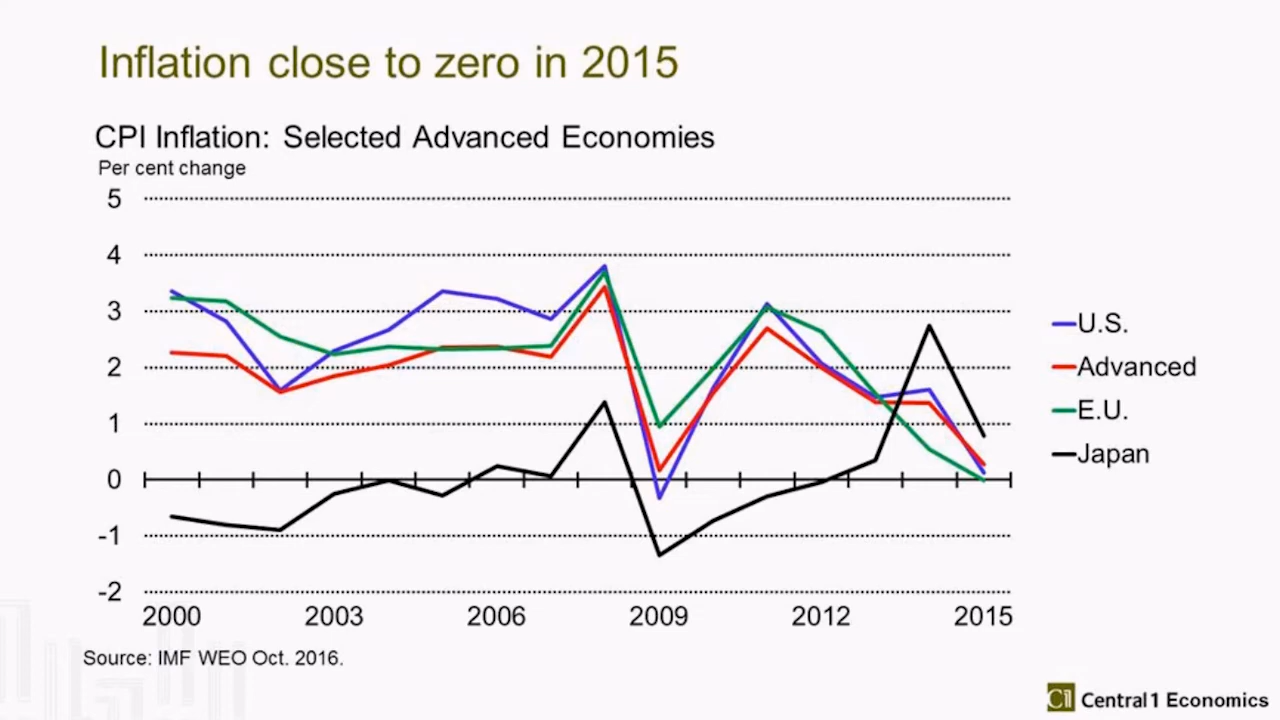 Inflation close to zero in 2015
CPI Inflation: Selected Advanced Economies
Per cent change
5
4
3
2
1
0
-1
-2
2000 2003 2006 2009 2012 2015
U.S.
Advanced
E.U.
Japan
Source: IMF WEO Oct. 2016.
C1 Central 1 Economics